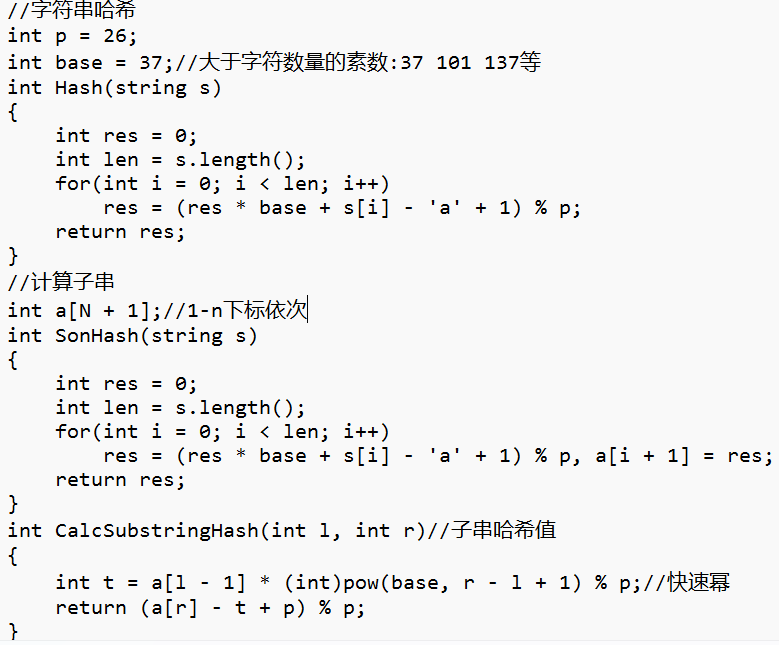 //字符串哈希
int p = 26;
int base = 37;//大于字符数量的素数:37 101 137等
int Hash(string s)
{
    int res = 0;
    int len = s.length();
    for(int i = 0; i < len; i++)
        res = (res * base + s[i] - 'a' + 1) % p;
    return res;
}
//计算子串
int a[N + 1];//1-n下标依次
int SonHash(string s)
{
    int res = 0;
    int len = s.length();
    for(int i = 0; i < len; i++)
        res = (res * base + s[i] - 'a' + 1) % p, a[i + 1] = res;
    return res;
}
int CalcSubstringHash(int l, int r)//子串哈希值
{
    int t = a[l - 1] * (int)pow(base, r - l + 1) % p;//快速幂
    return (a[r] - t + p) % p;
}